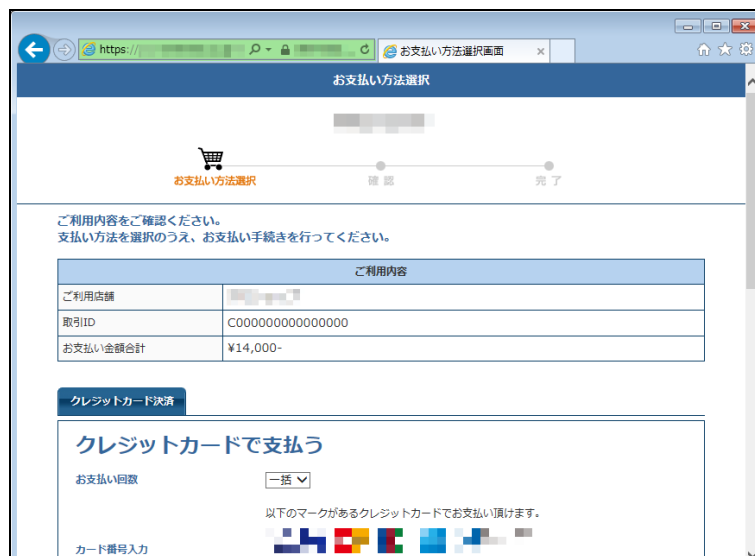 https://
お支払い方法選択画面
お支払い方法選択
お支払い方法選択
確認
完了
ご利用内容をご確認ください。
支払い方法を選択のうえ、お支払い手続きを行ってください。
ご利用内容
ご利用店舗
取引ID C000000000000000
お支払い金額合計 ¥14,000-
クレジットカード決済
クレジットカードで支払う
お支払い回数 一括
以下のマークがあるクレジットカードでお支払い頂けます。
カード番号入力